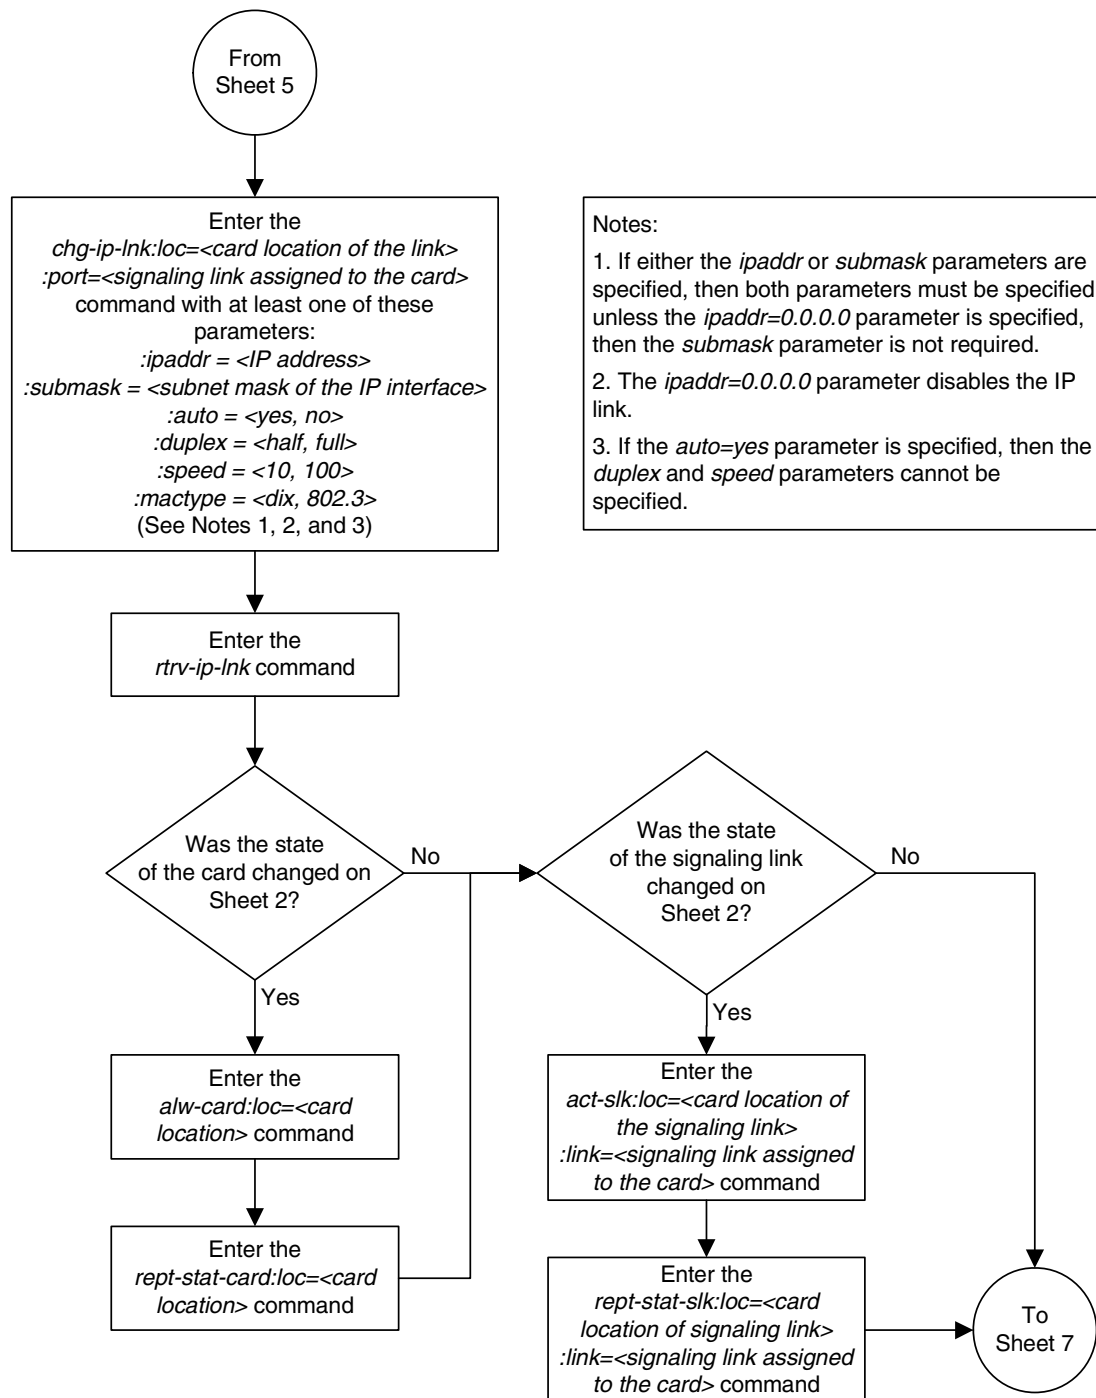 From
Sheet 5
Enter the
chg-ip-lnk:loc=<card location of the link>
:port=<signaling link assigned to the card>
command with at least one of these
parameters:
:ipaddr = <IP address>
:submask = <subnet mask of the IP interface>
:auto = <yes, no>
:duplex = <half, full>
:speed = <10, 100>
:mactype = <dix, 802.3>
(See Notes 1, 2, and 3)
Notes:
1. If either the ipaddr or submask parameters are
specified, then both parameters must be specified
unless the ipaddr=0.0.0.0 parameter is specified,
then the submask parameter is not required.
2. The ipaddr=0.0.0.0 parameter disables the IP
link.
3. If the auto=yes parameter is specified, then the
duplex and speed parameters cannot be
specified.
Enter the
rtrv-ip-lnk command
Was the state
of the card changed on
Sheet 2?
No
Yes
Enter the
alw-card:loc=<card
location> command
Enter the
rept-stat-card:loc=<card
location> command
Was the state
of the signaling link
changed on
Sheet 2?
No
Yes
Enter the
act-slk:loc=<card location of
the signaling link>
:link=<signaling link assigned
to the card> command
Enter the
rept-stat-slk:loc=<card
location of signaling link>
:link=<signaling link assigned
to the card> command
To
Sheet 7